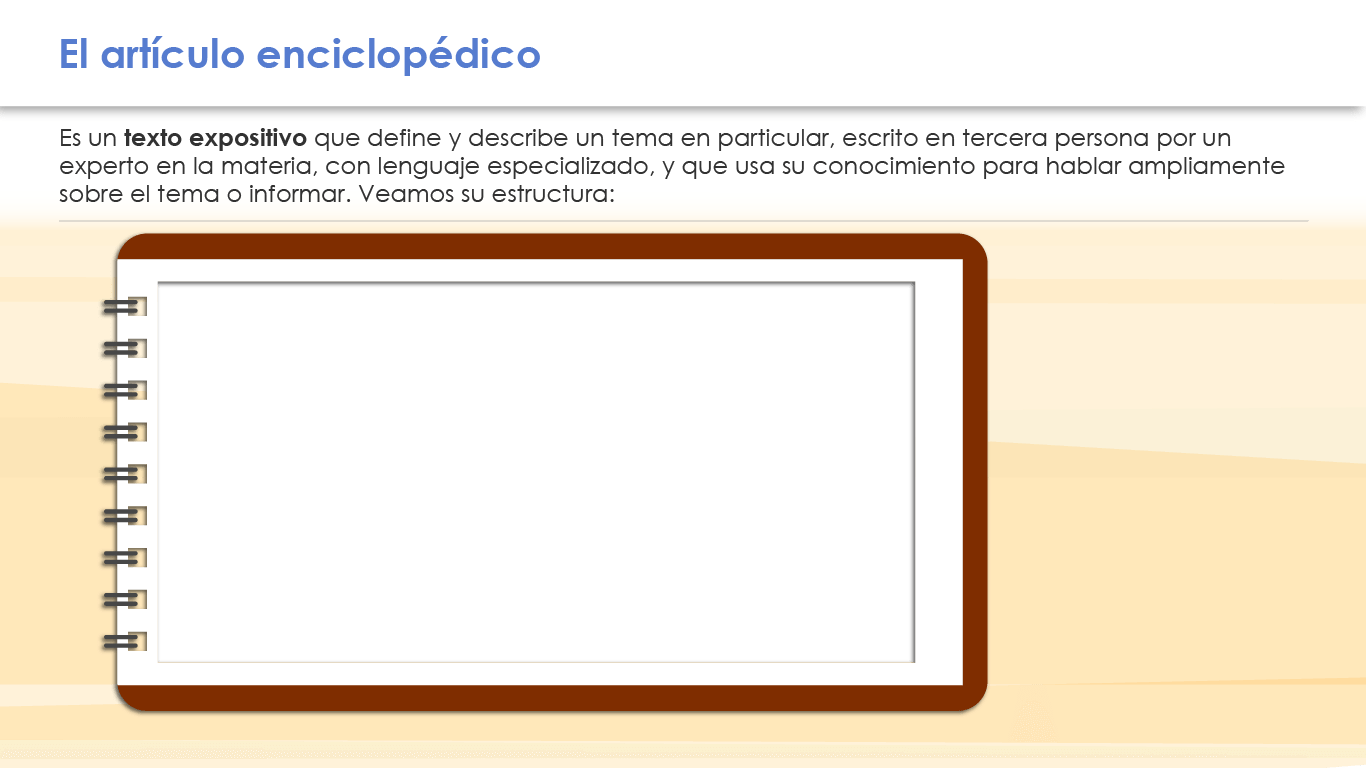 El artículo enciclopédico
Es un texto expositivo que define y describe un tema en particular, escrito en tercera persona por un
experto en la materia, con lenguaje especializado, y que usa su conocimiento para hablar ampliamente
sobre el tema o informar. Veamos su estructura: